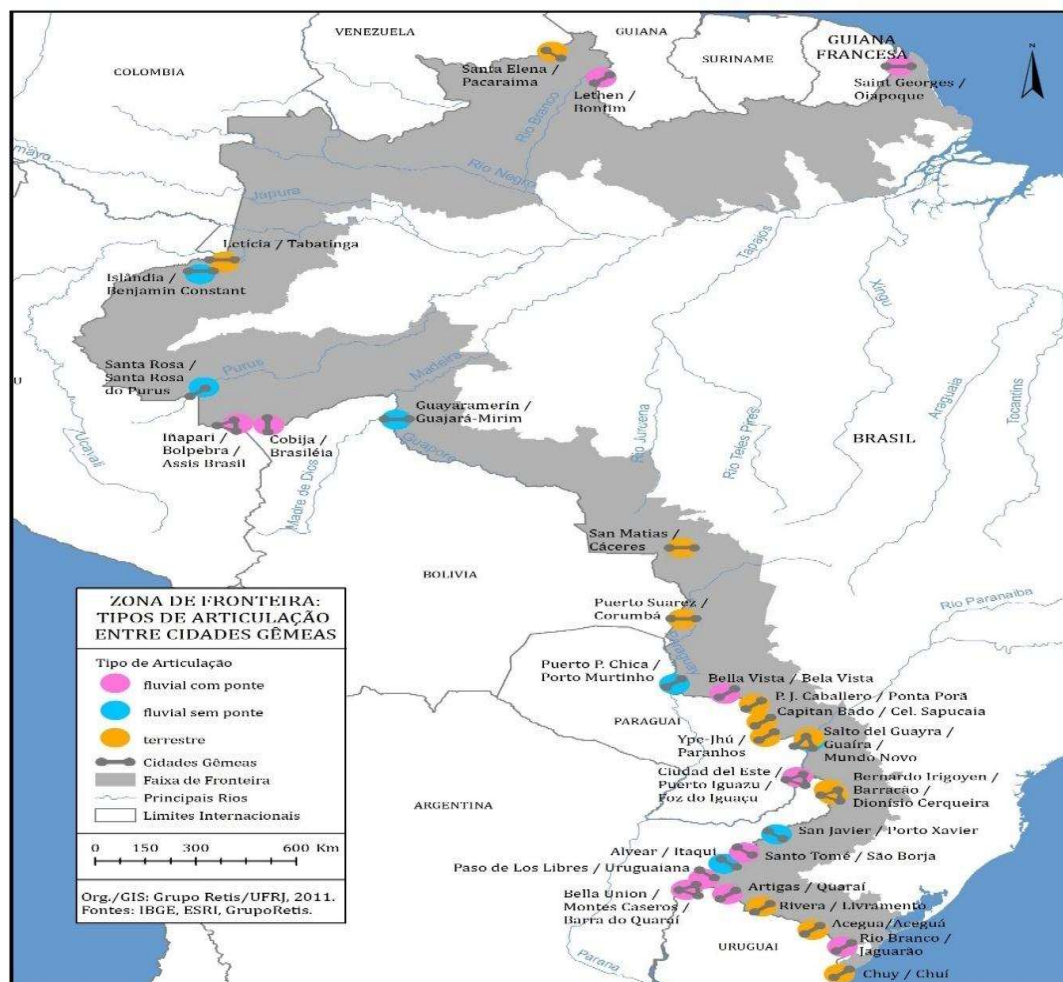 VENEZUELA
GUIANA
SURINAME
GUIANA
FRANCESA
COLOMBIA
N
Santa Elena /
Pacaraima
Lethen /
Bonfim
Saint Georges /
Oiapoque
Rio Branco
Rio Negro
Japura
Letícia / Tabatinga
Islândia /
Benjamin Constant
Tapajos
Xingu
Santa Rosa /
Santa Rosa
do Purus
Purus
Madeira
Guayaramerín /
Guajará-Mirim
Iñapari /
Bolpebra /
Assis Brasil
Cobija /
Brasiléia
Ucayali
Madre de Dios
Guapore
Rio Juruena
Rio Teles Pires
Araguaia
Tocantins
BRASIL
San Matias /
Cáceres
BOLIVIA
Puerto Suarez /
Corumbá
Rio Paranaiba
Paraguay
Puerto P. Chica /
Porto Murtinho
Bella Vista / Bela Vista
P. J. Caballero / Ponta Porã
Capitan Bado / Cel. Sapucaia
PARAGUAI
Ype-Jhú /
Paranhos
Salto del Guayra /
Guaíra /
Mundo Novo
Ciudad del Este /
Puerto Iguazu /
Foz do Iguaçu
Bernardo Irigoyen /
Barracão /
Dionísio Cerqueira
ARGENTINA
San Javier / Porto Xavier
Alvear / Itaqui
Santo Tomé / São Borja
Paso de Los Libres / Uruguaiana
Artigas / Quaraí
Bella Union /
Montes Caseros /
Barra do Quaraí
Rivera / Livramento
Acegua/Aceguá
URUGUAI
Rio Branco /
Jaguarão
Parana
Chuy / Chuí
ZONA DE FRONTEIRA:
TIPOS DE ARTICULAÇÃO
ENTRE CIDADES GÊMEAS
Tipo de Articulação
fluvial com ponte
fluvial sem ponte
terrestre
Cidades Gêmeas
Faixa de Fronteira
Principais Rios
Limites Internacionais
0 150 300 600 Km
Org./GIS: Grupo Retis/UFRJ, 2011.
Fontes: IBGE, ESRI, GrupoRetis.